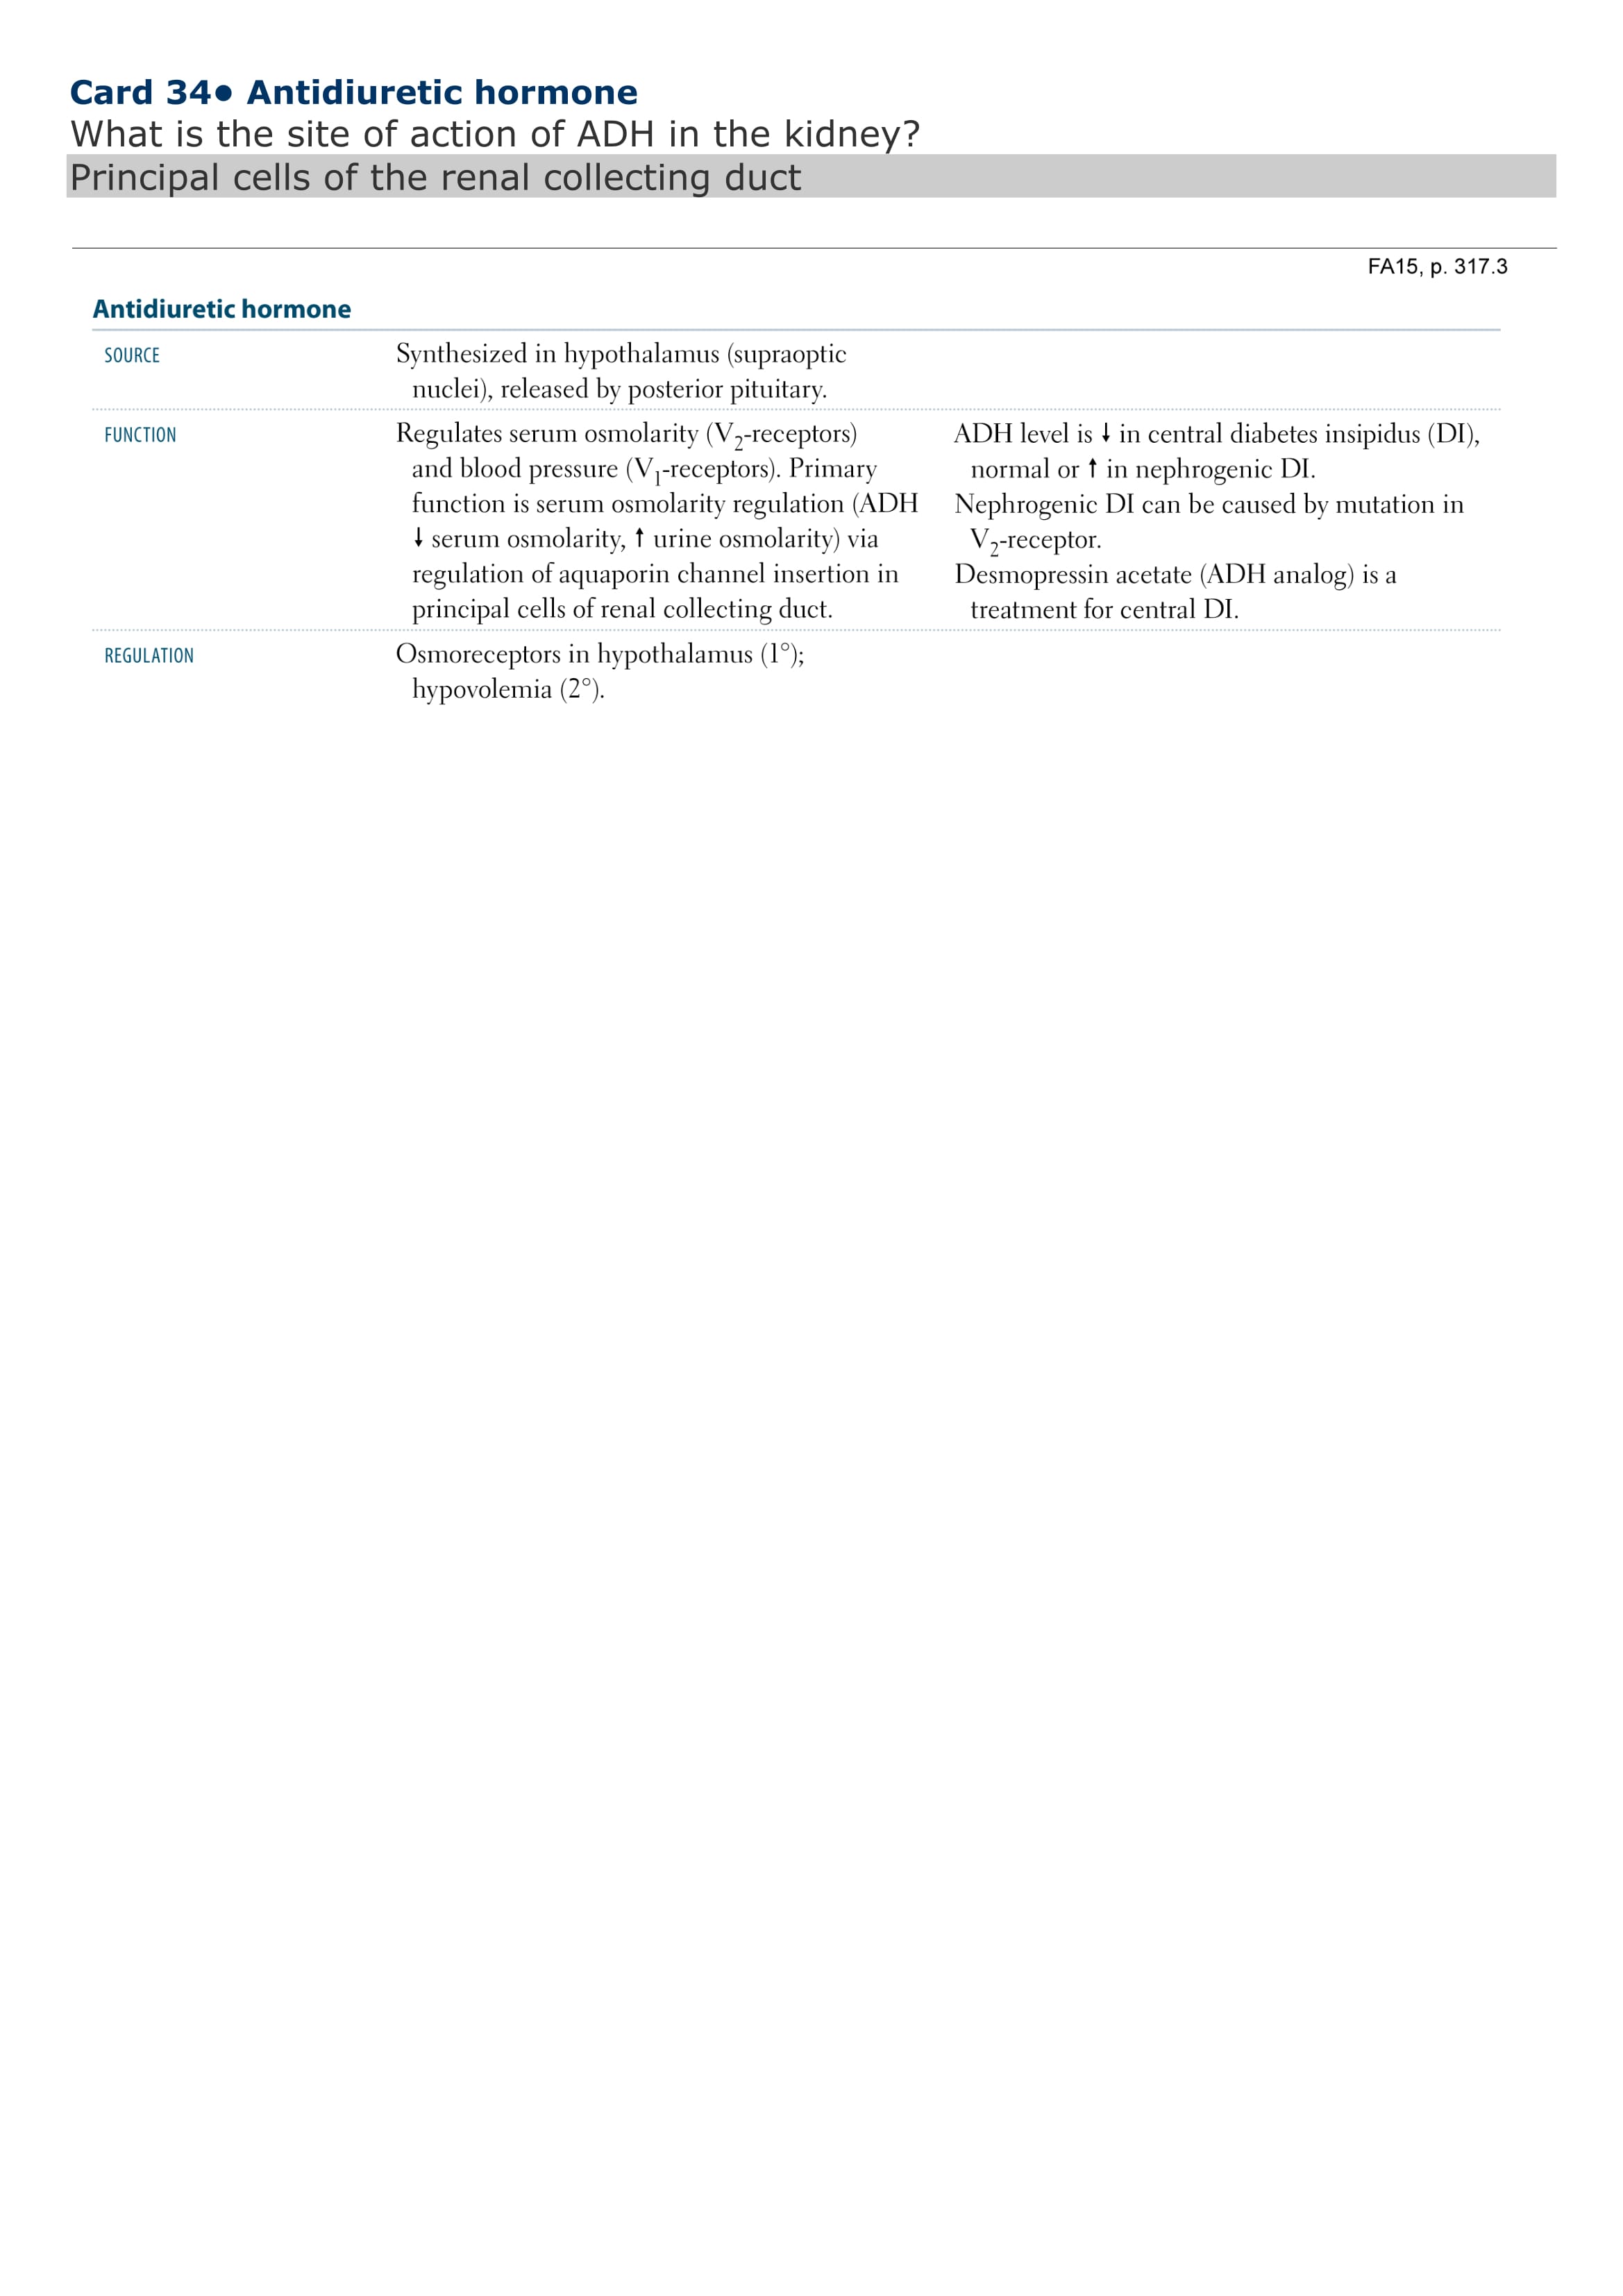 Card 34• Antidiuretic hormone
What is the site of action of ADH in the kidney?
Principal cells of the renal collecting duct
FA15, p. 317.3
Antidiuretic hormone
SOURCE
Synthesized in hypothalamus (supraoptic
nuclei), released by posterior pituitary.
FUNCTION
Regulates serum osmolarity (V₂-receptors)
and blood pressure (V₁-receptors). Primary
function is serum osmolarity regulation (ADH
↓ serum osmolarity, ↑ urine osmolarity) via
regulation of aquaporin channel insertion in
principal cells of renal collecting duct.
ADH level is ↓ in central diabetes insipidus (DI),
normal or ↑ in nephrogenic DI.
Nephrogenic DI can be caused by mutation in
V₂-receptor.
Desmopressin acetate (ADH analog) is a
treatment for central DI.
REGULATION
Osmoreceptors in hypothalamus (1°);
hypovolemia (2°).